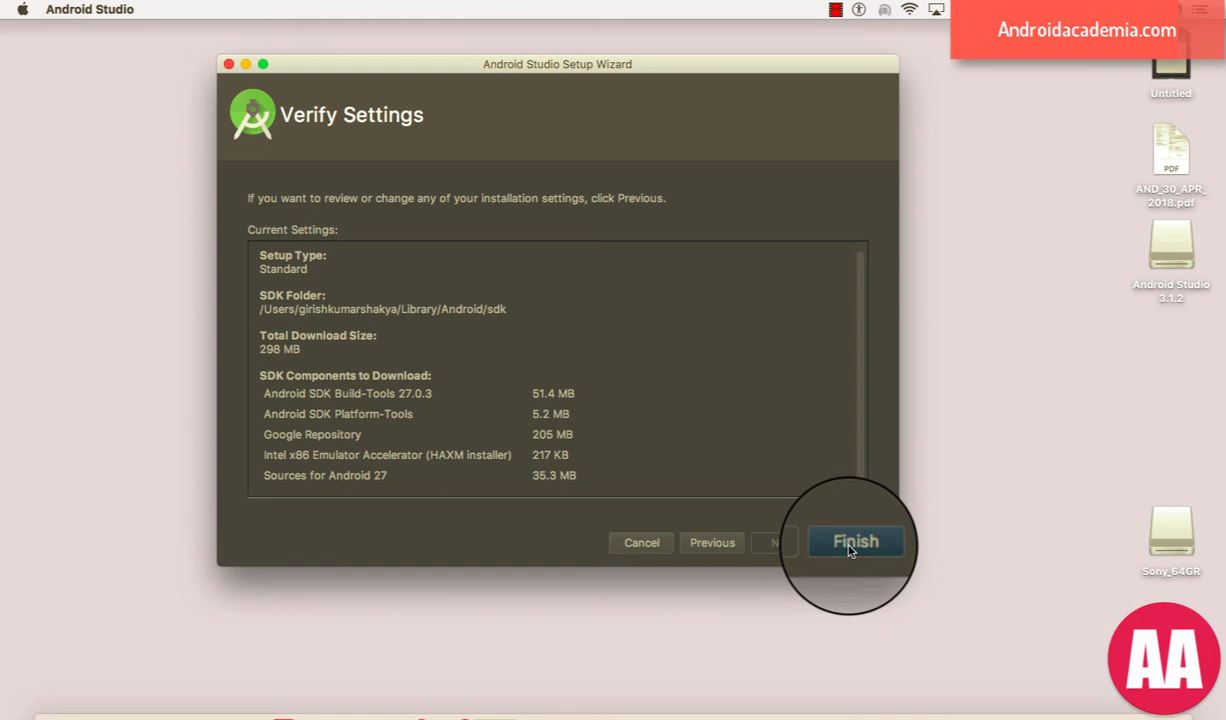 Android Studio
Androidacademia.com
Android Studio Setup Wizard
Verify Settings
If you want to review or change any of your installation settings, click Previous.
Current Settings:
Setup Type:
Standard
SDK Folder:
/Users/girishkumarshakya/Library/Android/sdk
Total Download Size:
298 MB
SDK Components to Download:
Android SDK Build-Tools 27.0.3 51.4 MB
Android SDK Platform-Tools 5.2 MB
Google Repository 205 MB
Intel x86 Emulator Accelerator (HAXM installer) 217 KB
Sources for Android 27 35.3 MB
Cancel Previous N Finish
Untitled
PDF
AND_30_APR_
2018.pdf
Android Studio
3.1.2
Sony_64GR
AA